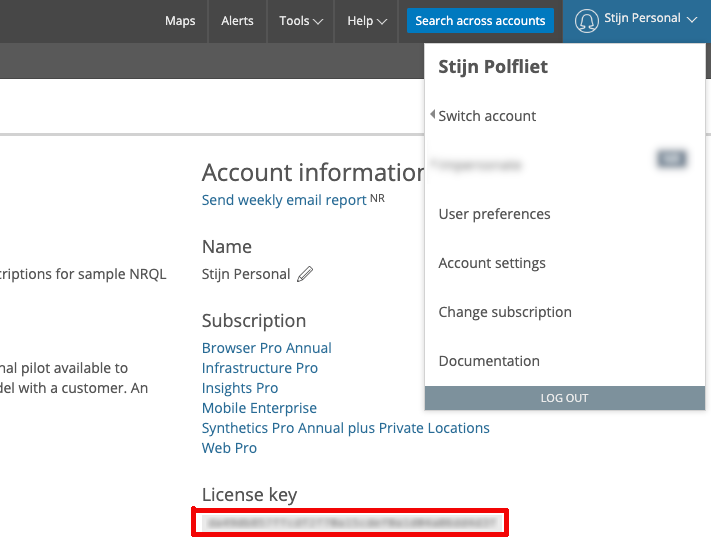 Maps Alerts Tools Help Search across accounts Stijn Personal
Stijn Polfliet
Switch account
User preferences
Account settings
Change subscription
Documentation
LOG OUT
Account information
Send weekly email report NR
Name
Stijn Personal
criptions for sample NRQL
Subscription
Browser Pro Annual
Infrastructure Pro
Insights Pro
Mobile Enterprise
Synthetics Pro Annual plus Private Locations
Web Pro
nal pilot available to
del with a customer. An
License key